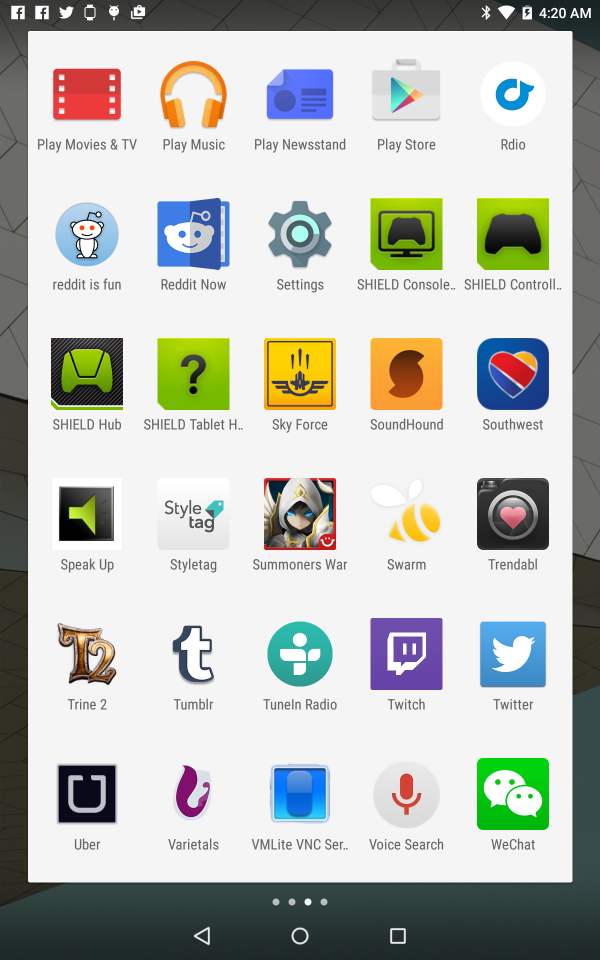 4:20 AM
Play Movies & TV
Play Music
Play Newsstand
Play Store
Rdio
reddit is fun
Reddit Now
Settings
SHIELD Console..
SHIELD Controll..
SHIELD Hub
SHIELD Tablet H..
Sky Force
SoundHound
Southwest
Style
tag
Speak Up
Styletag
Summoners War
Swarm
Trendabl
T2
Trine 2
Tumblr
TuneIn Radio
Twitch
Twitter
Uber
Varietals
VMLite VNC Ser..
Voice Search
WeChat